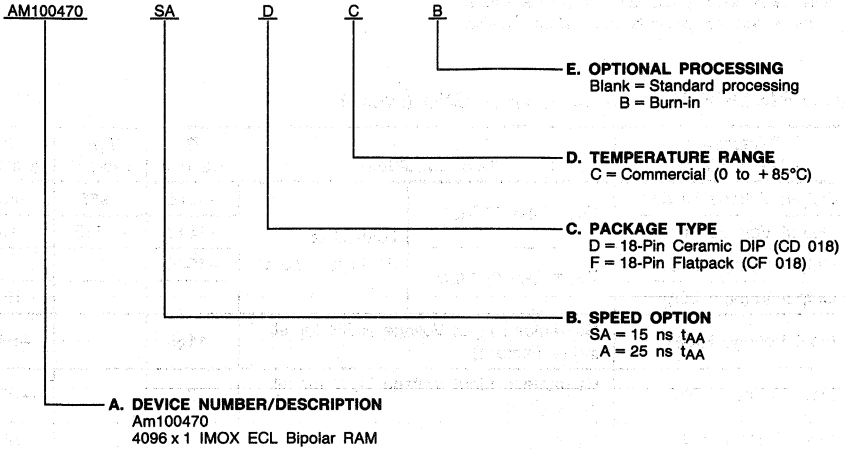 AM100470 SA D C B
E. OPTIONAL PROCESSING
Blank = Standard processing
B = Burn-in
D. TEMPERATURE RANGE
C = Commercial (0 to +85°C)
C. PACKAGE TYPE
D = 18-Pin Ceramic DIP (CD 018)
F = 18-Pin Flatpack (CF 018)
B. SPEED OPTION
SA = 15 ns tAA
A = 25 ns tAA
A. DEVICE NUMBER/DESCRIPTION
Am100470
4096 x 1 IMOX ECL Bipolar RAM